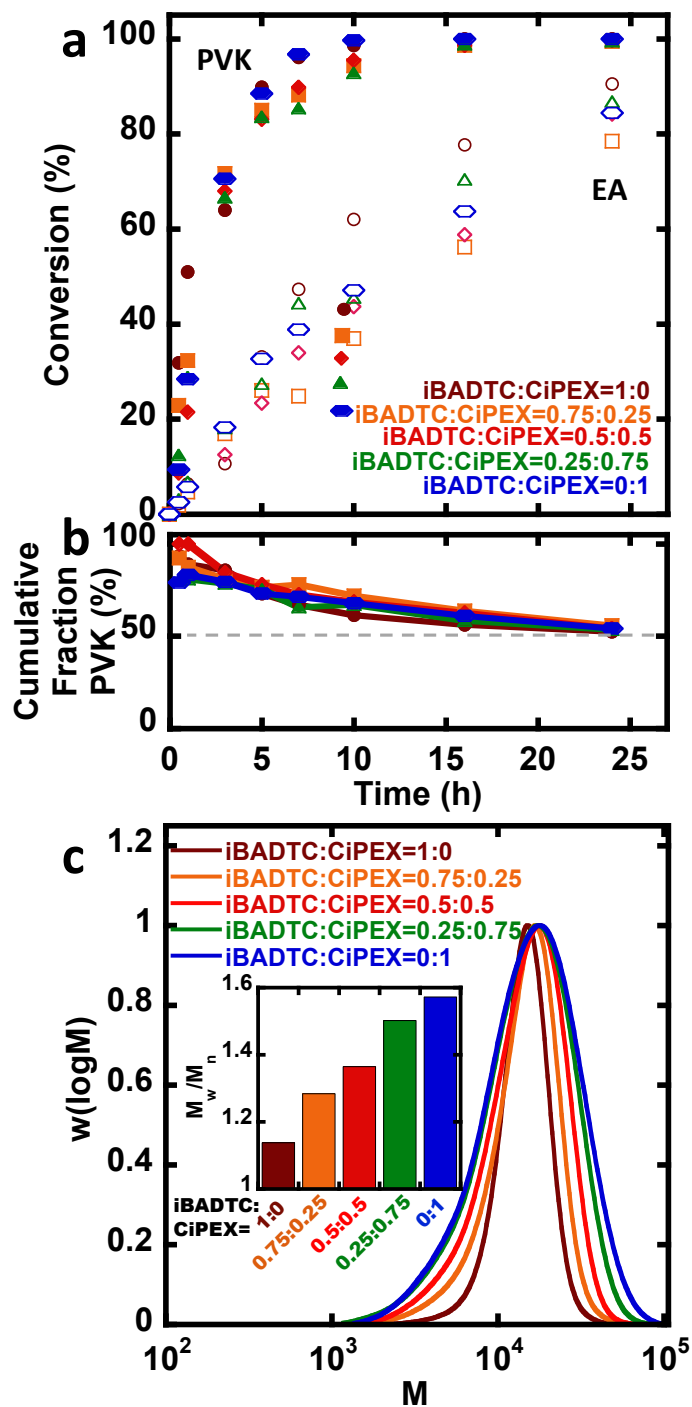 a
PVK
EA
Conversion (%)
100
80
60
40
20
0
iBADTC:CiPEX=1:0
iBADTC:CiPEX=0.75:0.25
iBADTC:CiPEX=0.5:0.5
iBADTC:CiPEX=0.25:0.75
iBADTC:CiPEX=0:1
b
Cumulative
Fraction
PVK (%)
100
50
0
0 5 10 15 20 25
Time (h)
c
iBADTC:CiPEX=1:0
iBADTC:CiPEX=0.75:0.25
iBADTC:CiPEX=0.5:0.5
iBADTC:CiPEX=0.25:0.75
iBADTC:CiPEX=0:1
w(logM)
1.2
1
0.8
0.6
0.4
0.2
0
Mw/Mn
1.6
1.4
1.2
1
iBADTC:
CiPEX=
1:0
0.75:0.25
0.5:0.5
0.25:0.75
0:1
10² 10³ 10⁴ 10⁵
M